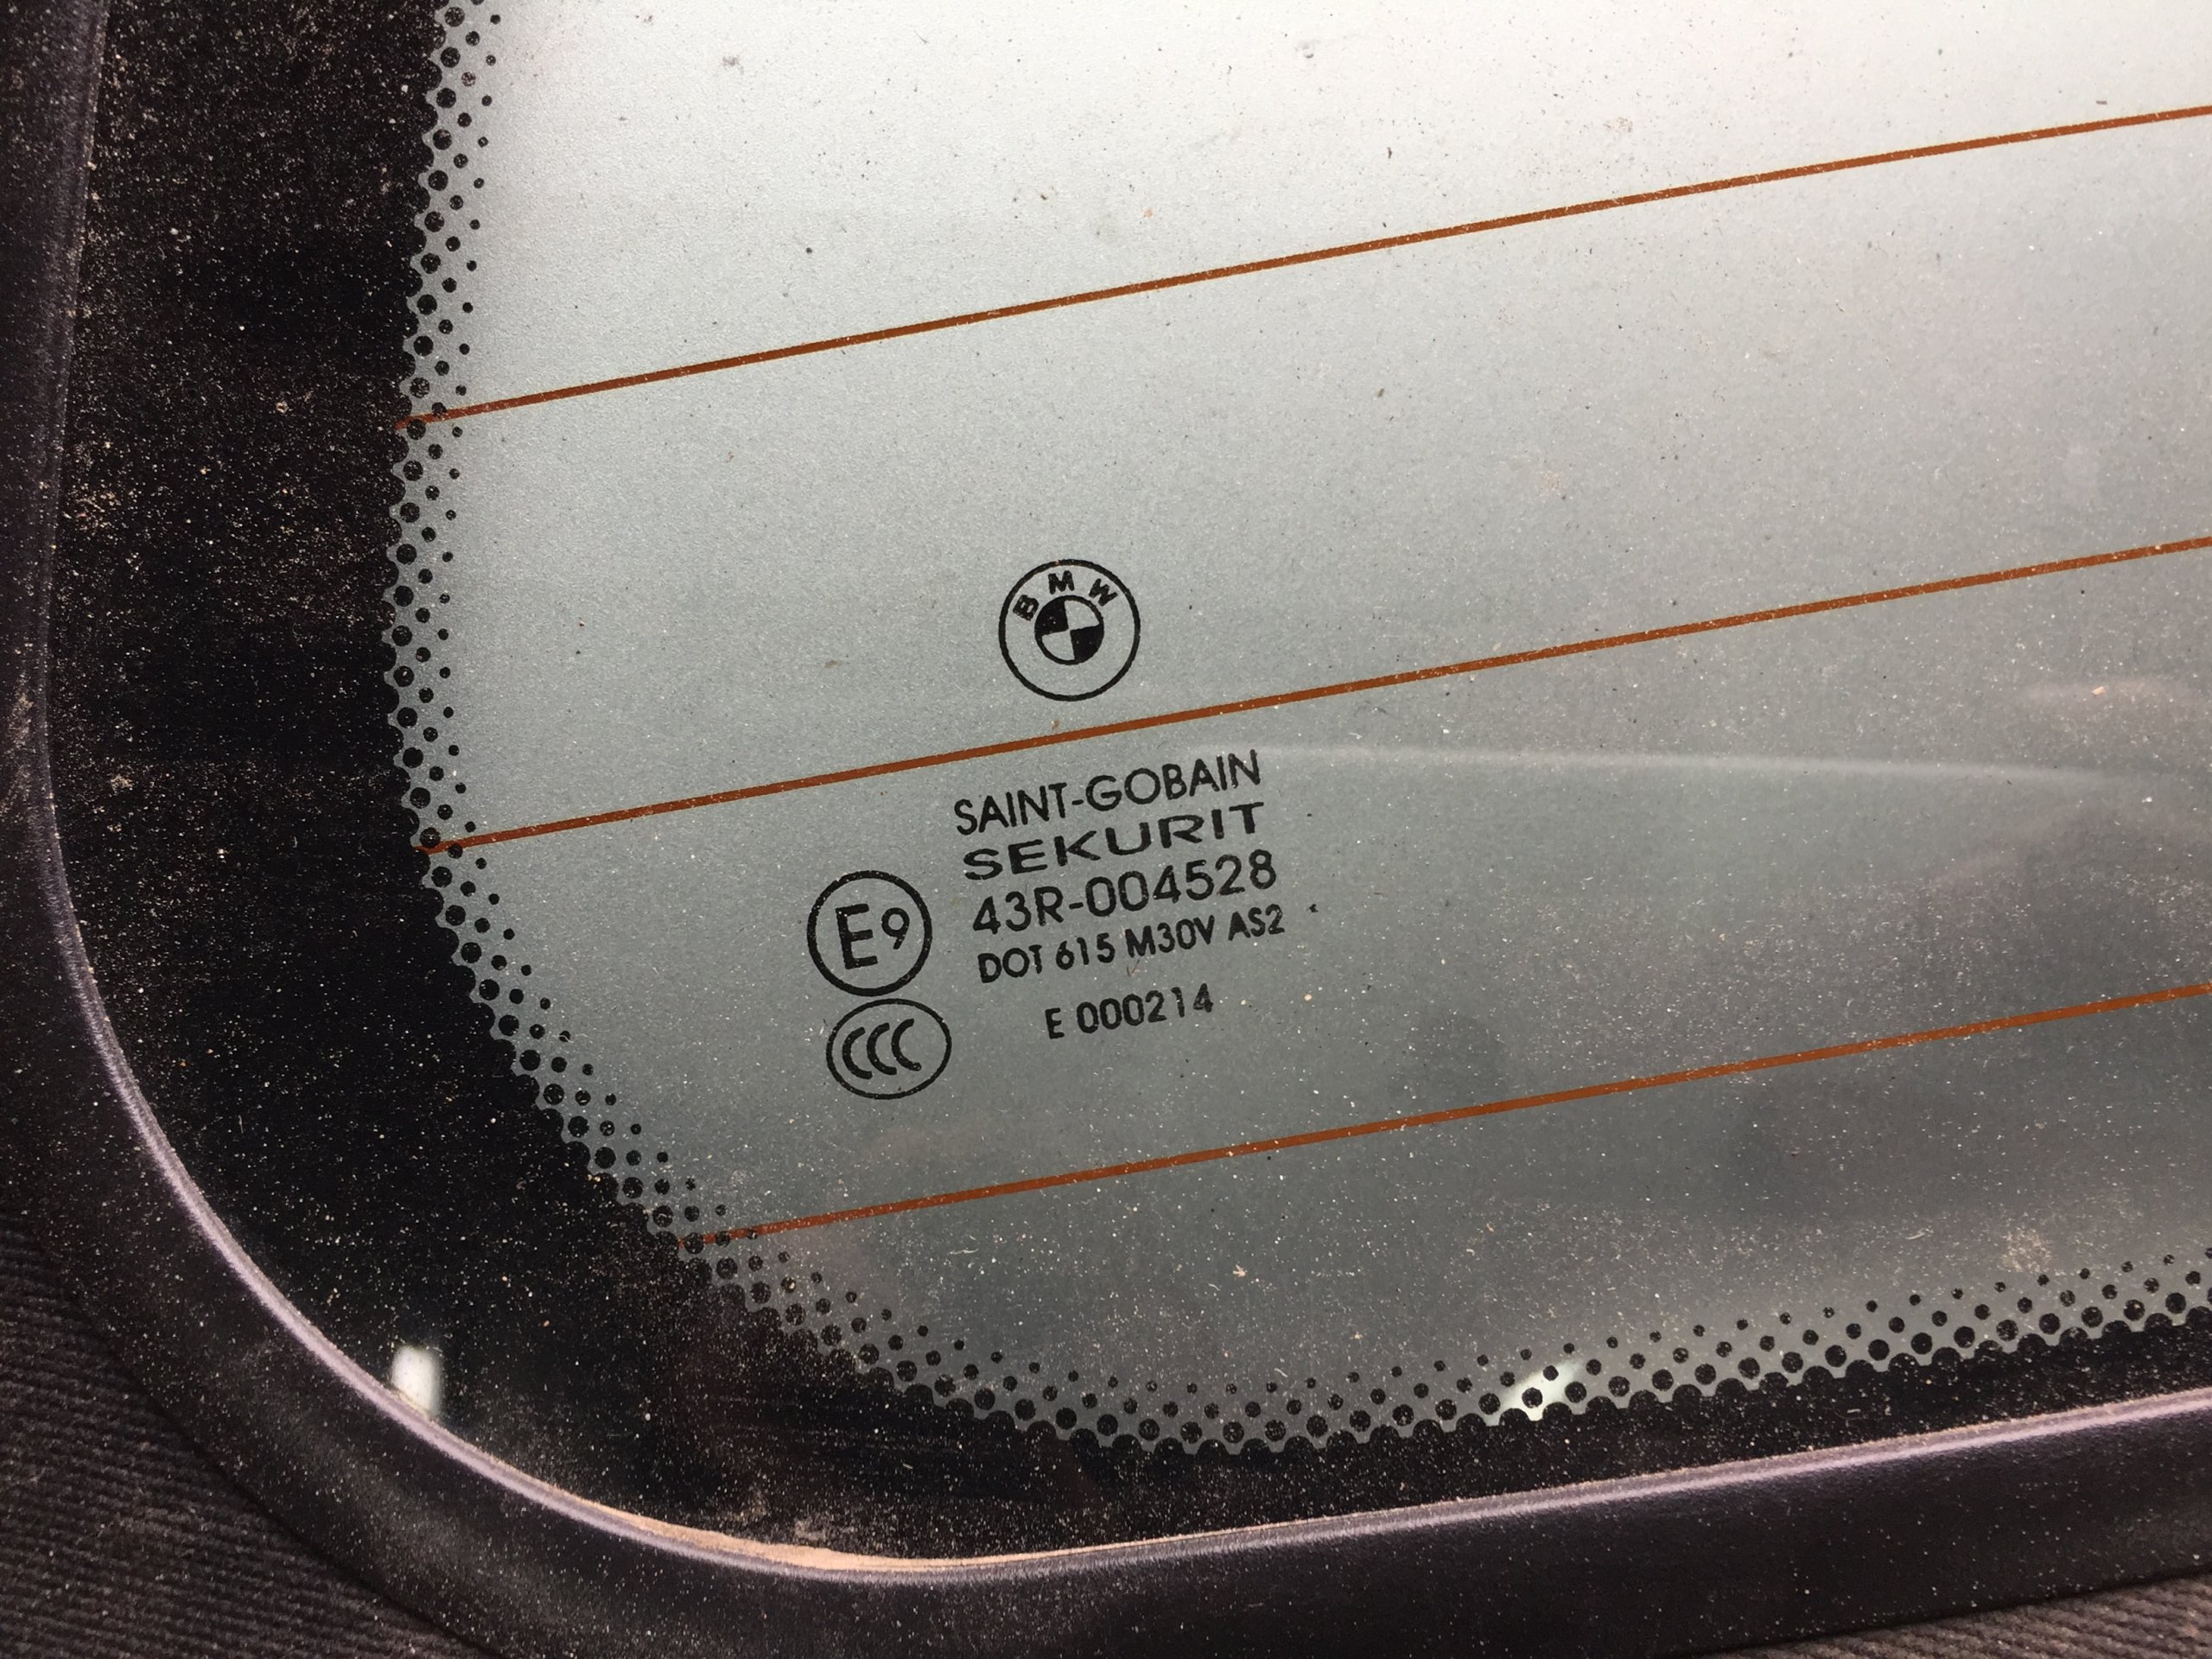 BMW
SAINT-GOBAIN
SEKURIT
E9
43R-004528
DOT 615 M30V AS2
CCC
E 000214